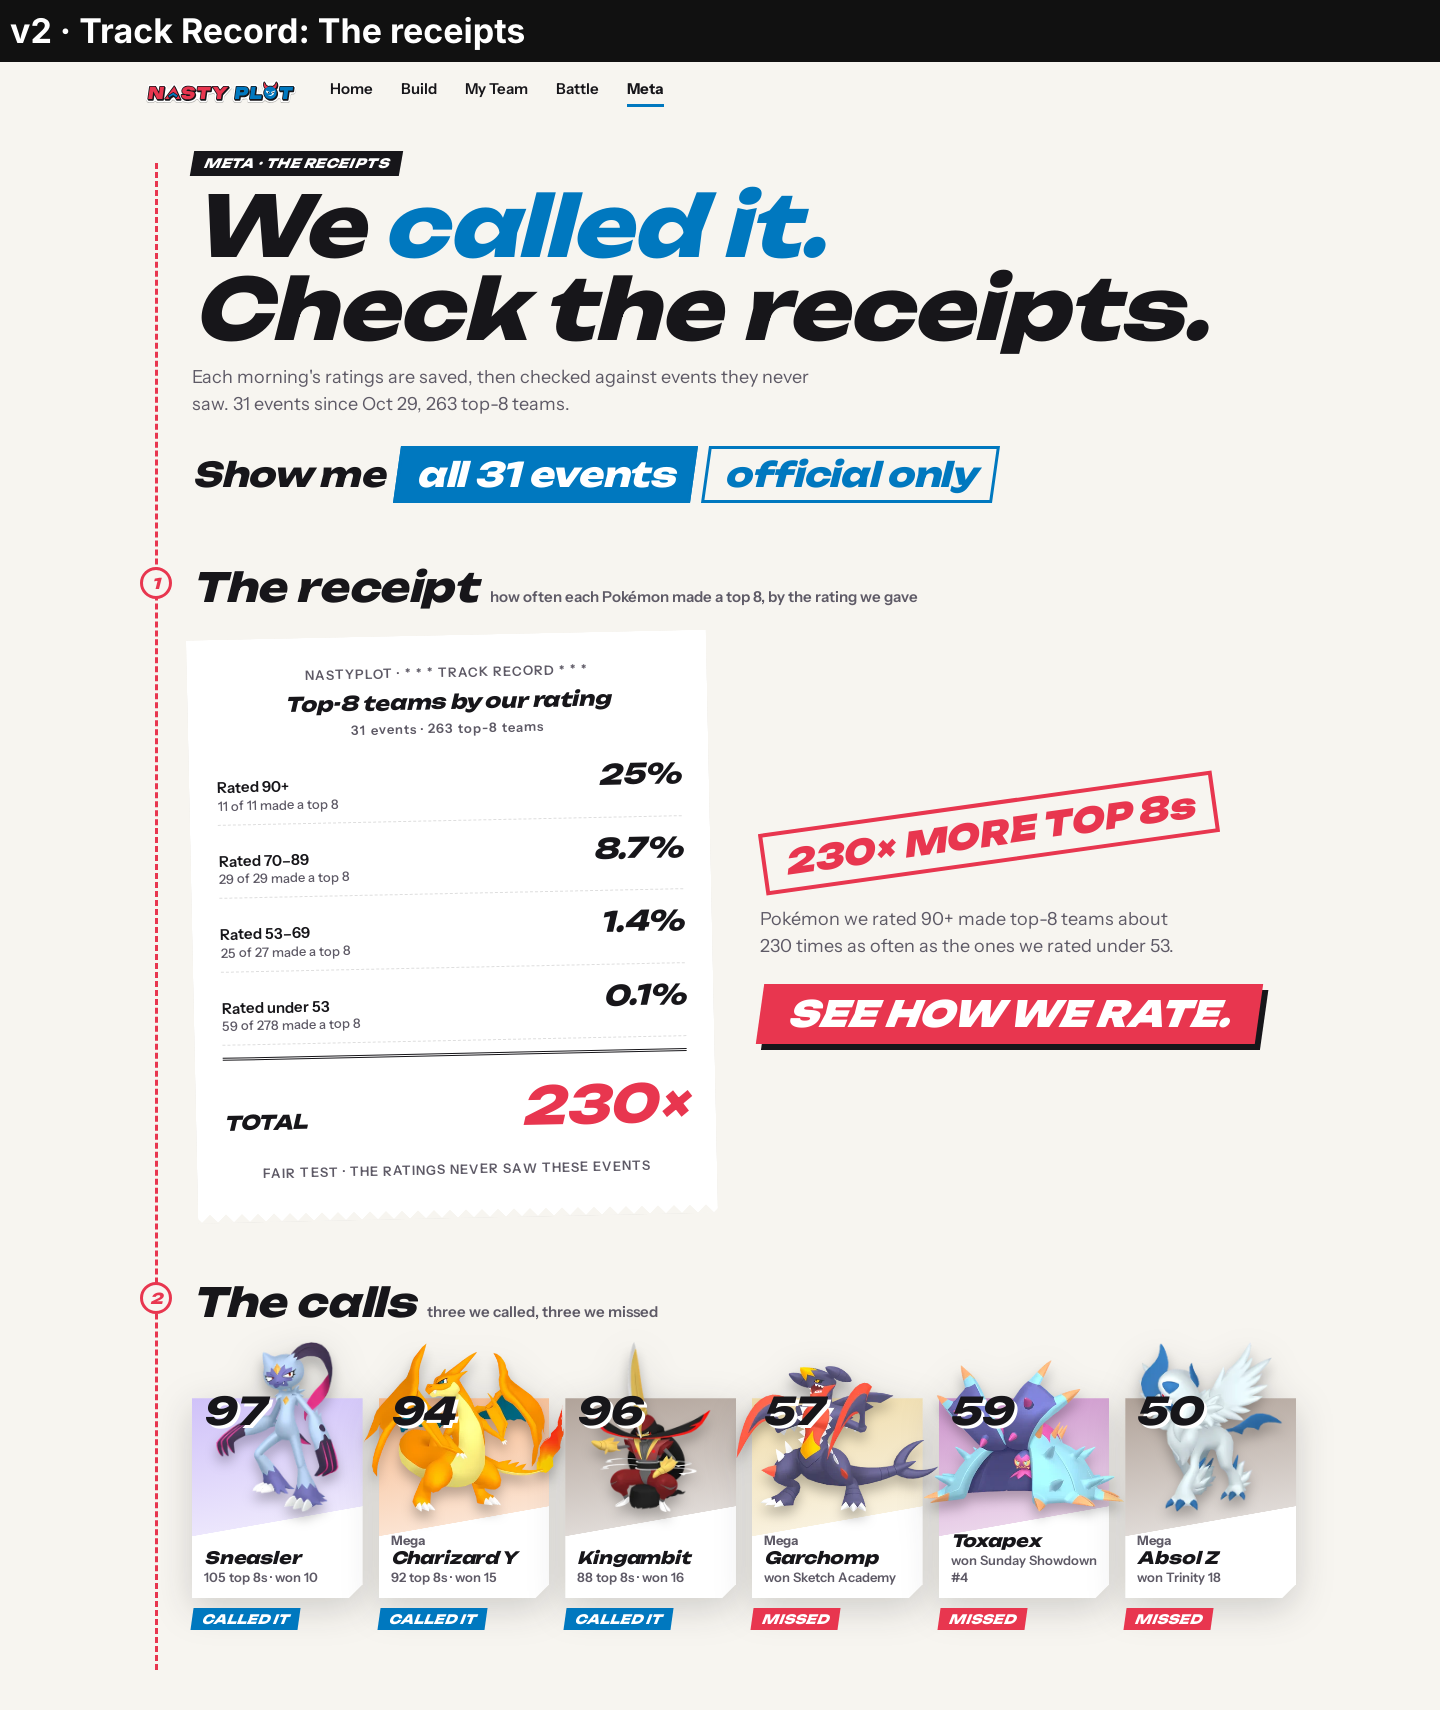 v2 · Track Record: The receipts
NASTY PLOT
Home
Build
My Team
Battle
Meta
META · THE RECEIPTS
We called it.
Check the receipts.
Each morning's ratings are saved, then checked against events they never
saw. 31 events since Oct 29, 263 top-8 teams.
Show me all 31 events official only
1
The receipt how often each Pokémon made a top 8, by the rating we gave
NASTYPLOT · * * * TRACK RECORD * * *
Top-8 teams by our rating
31 events · 263 top-8 teams
Rated 90+
25%
11 of 11 made a top 8
Rated 70–89
8.7%
29 of 29 made a top 8
Rated 53–69
1.4%
25 of 27 made a top 8
Rated under 53
0.1%
59 of 278 made a top 8
TOTAL
230×
FAIR TEST · THE RATINGS NEVER SAW THESE EVENTS
230× MORE TOP 8s
Pokémon we rated 90+ made top-8 teams about
230 times as often as the ones we rated under 53.
SEE HOW WE RATE.
2
The calls three we called, three we missed
97
Sneasler
105 top 8s · won 10
CALLED IT
94
Mega
Charizard Y
92 top 8s · won 15
CALLED IT
96
Kingambit
88 top 8s · won 16
CALLED IT
57
Mega
Garchomp
won Sketch Academy
MISSED
59
Toxapex
won Sunday Showdown
#4
MISSED
50
Mega
Absol Z
won Trinity 18
MISSED